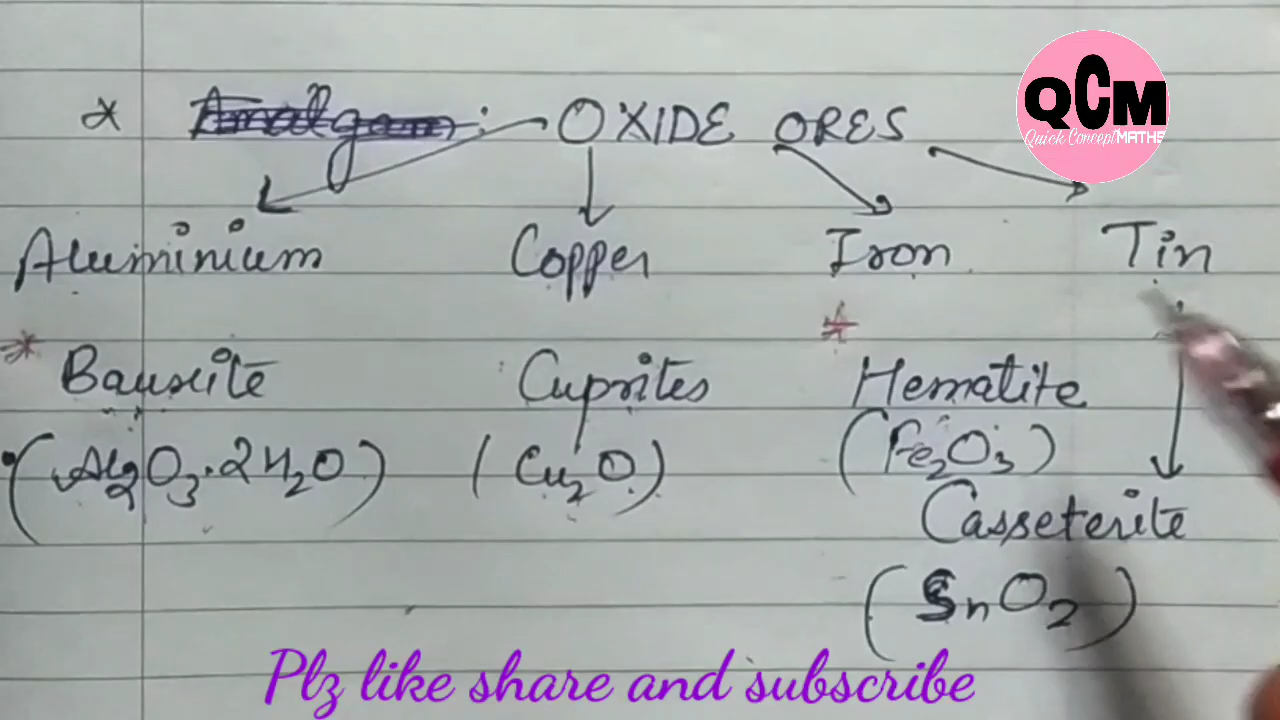 * Amalgam : OXIDE ORES
QCM
Quick Concept MATHS
Aluminium Copper Iron Tin
* Bauxite Cuprites * Hematite
(Al2O3.2H2O) (Cu2O) (Fe2O3)
Casseterite
(SnO2)
Plz like share and subscribe